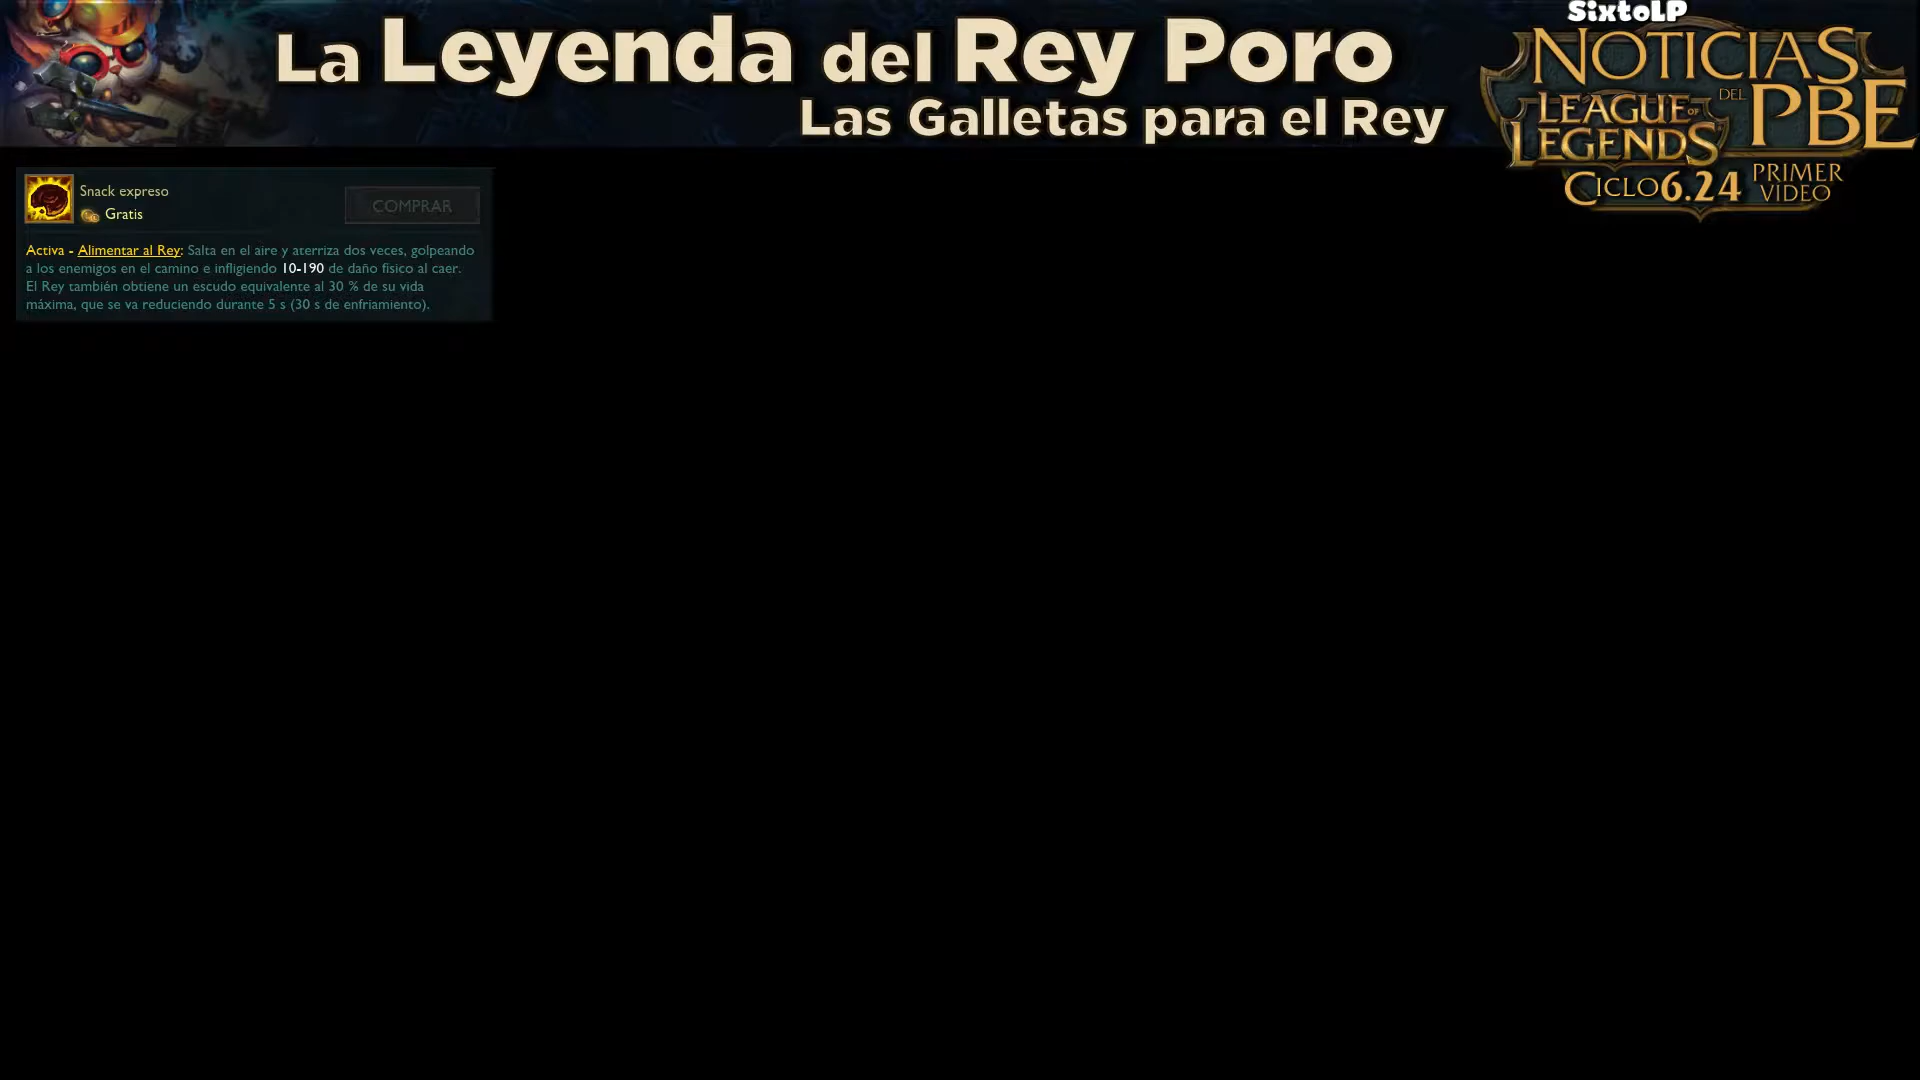 La Leyenda del Rey Poro
Las Galletas para el Rey
SixtoLP
NOTICIAS
DEL
PBE
LEAGUE OF
LEGENDS
CICLO 6.24
PRIMER
VIDEO
Snack expreso
Gratis
COMPRAR
Activa - Alimentar al Rey: Salta en el aire y aterriza dos veces, golpeando
a los enemigos en el camino e infligiendo 10-190 de daño físico al caer.
El Rey también obtiene un escudo equivalente al 30 % de su vida
máxima, que se va reduciendo durante 5 s (30 s de enfriamiento).